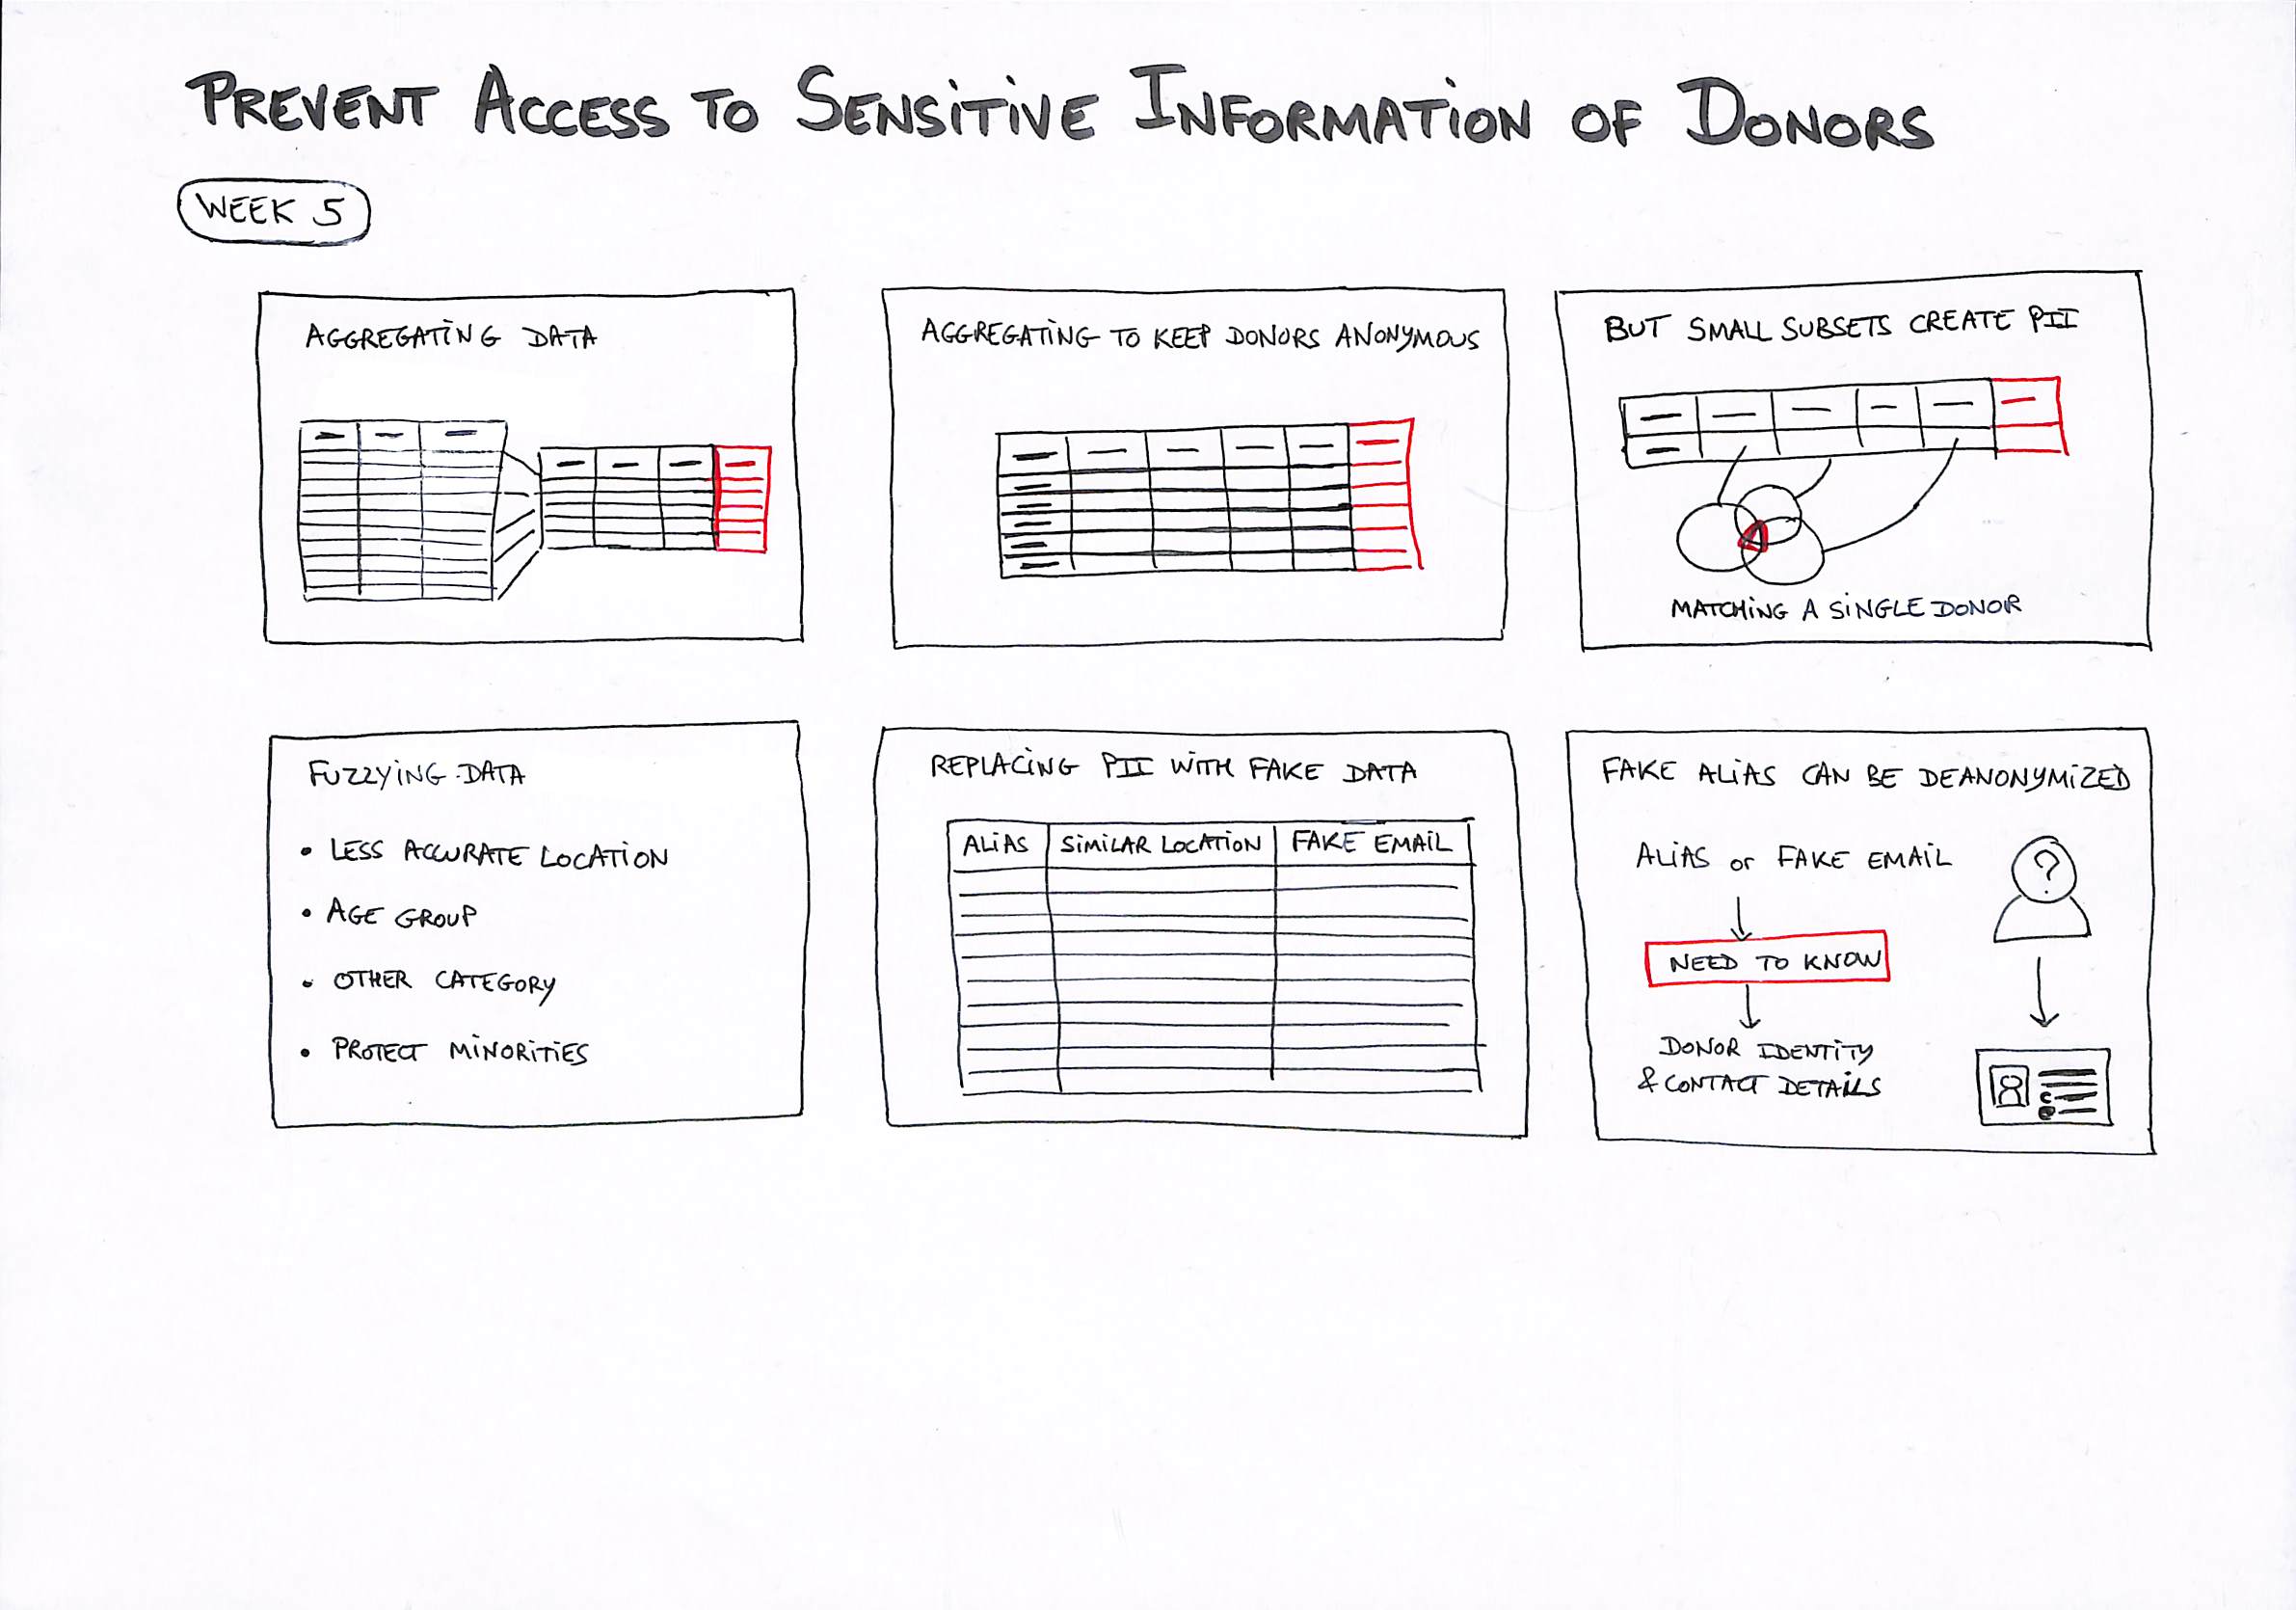 PREVENT ACCESS TO SENSITIVE INFORMATION OF DONORS
WEEK 5
AGGREGATING DATA
AGGREGATING TO KEEP DONORS ANONYMOUS
BUT SMALL SUBSETS CREATE PII
MATCHING A SINGLE DONOR
FUZZYING DATA
• LESS ACCURATE LOCATION
• AGE GROUP
• OTHER CATEGORY
• PROTECT MINORITIES
REPLACING PII WITH FAKE DATA
ALIAS SIMILAR LOCATION FAKE EMAIL
FAKE ALIAS CAN BE DEANONYMIZED
ALIAS or FAKE EMAIL
?
NEED TO KNOW
DONOR IDENTITY
& CONTACT DETAILS